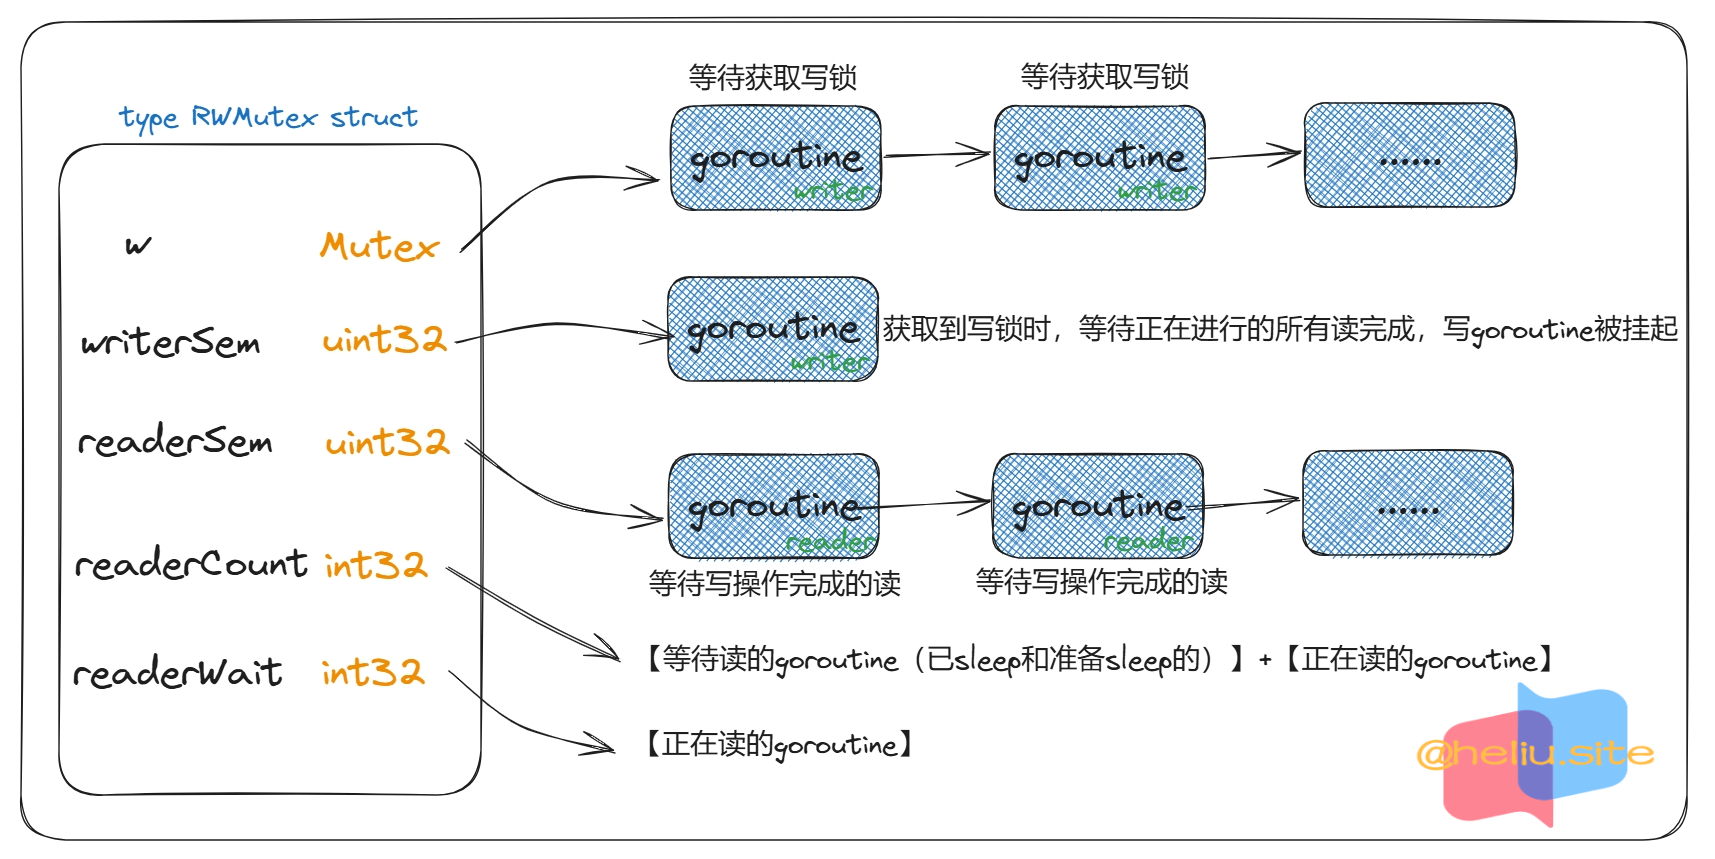 type RWMutex struct
w Mutex
writerSem uint32
readerSem uint32
readerCount int32
readerWait int32
等待获取写锁
等待获取写锁
goroutine
writer
goroutine
writer
......
goroutine
writer
获取到写锁时，等待正在进行的所有读完成，写goroutine被挂起
goroutine
reader
goroutine
reader
......
等待写操作完成的读
等待写操作完成的读
【等待读的goroutine（已sleep和准备sleep的）】+【正在读的goroutine】
【正在读的goroutine】
@heliu.site